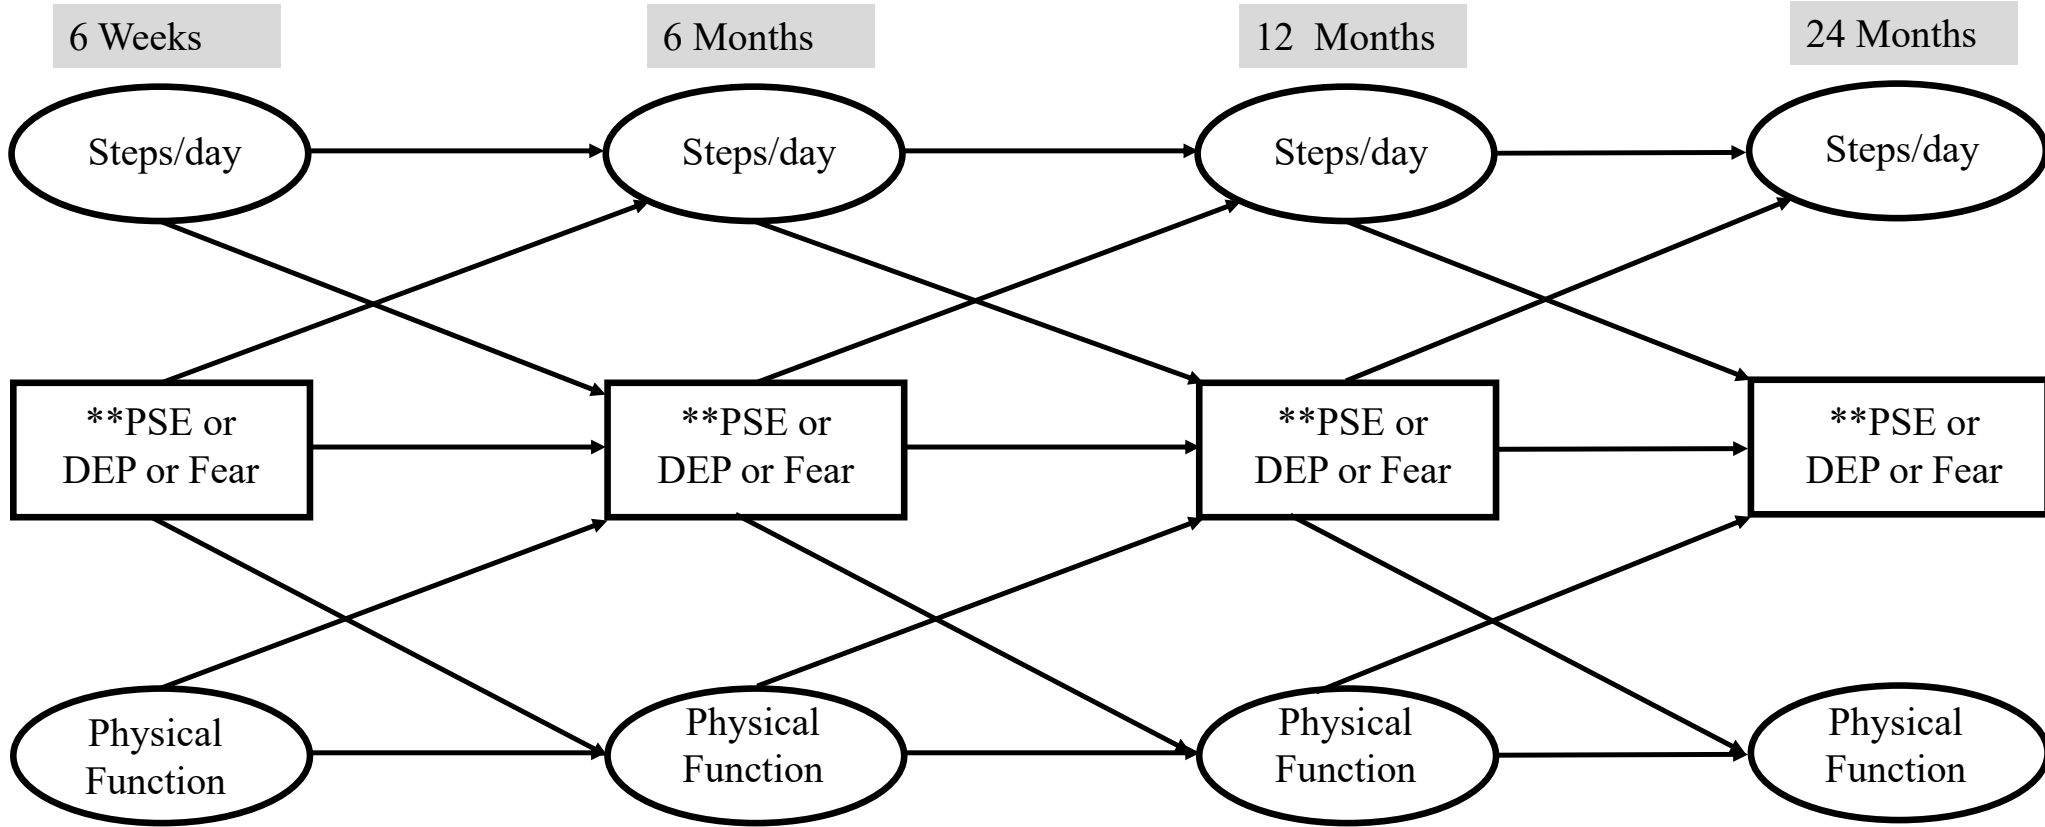 6 Weeks
6 Months
12 Months
24 Months
Steps/day
Steps/day
Steps/day
Steps/day
**PSE or
DEP or Fear
**PSE or
DEP or Fear
**PSE or
DEP or Fear
**PSE or
DEP or Fear
Physical
Function
Physical
Function
Physical
Function
Physical
Function